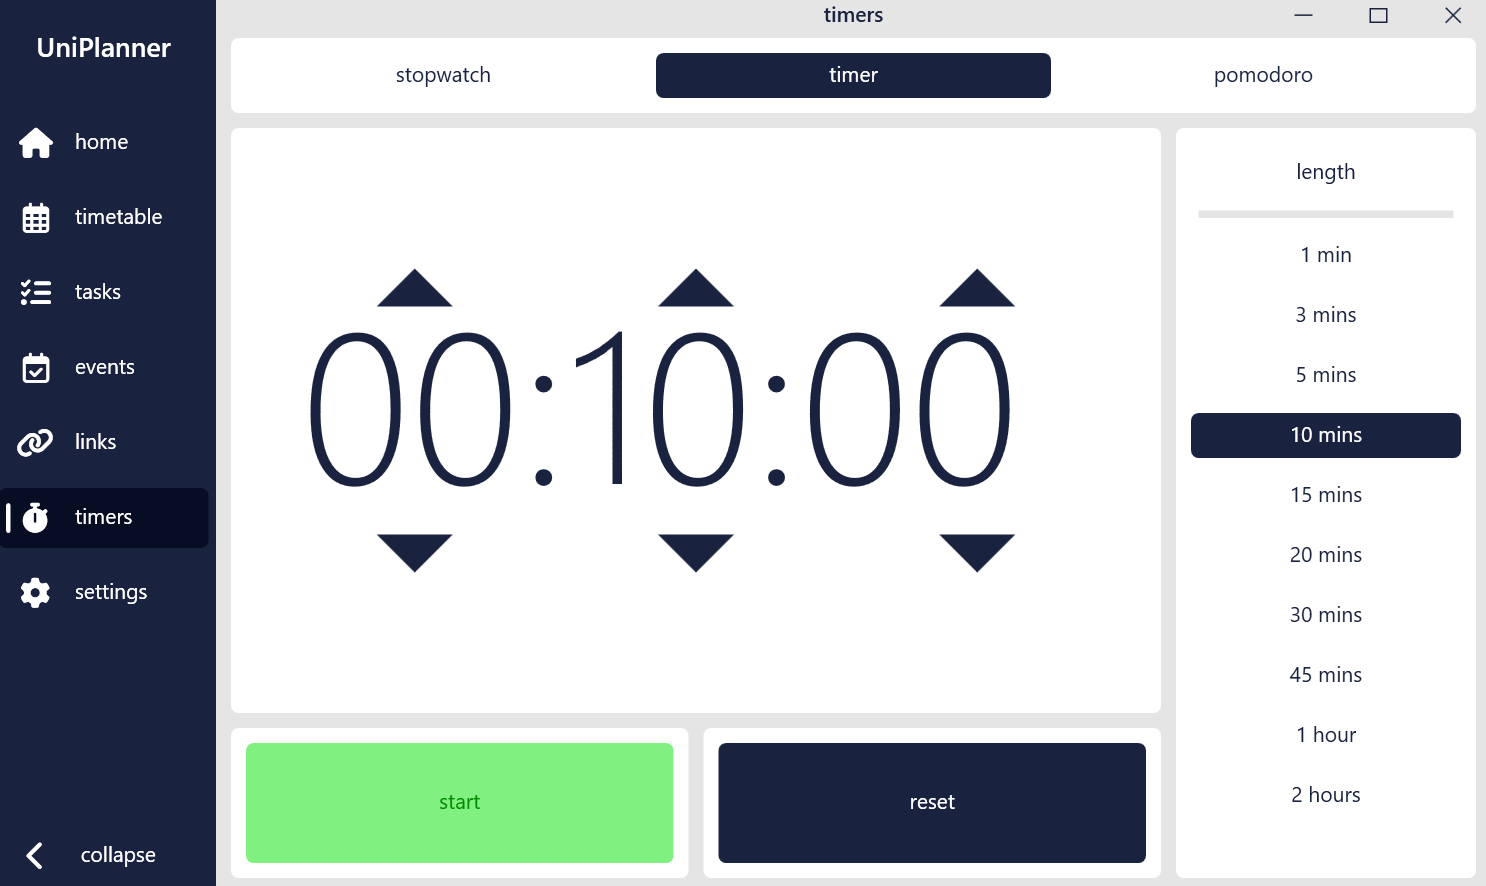 UniPlanner
home
timetable
tasks
events
links
timers
settings
collapse
timers
stopwatch
timer
pomodoro
00:10:00
start
reset
length
1 min
3 mins
5 mins
10 mins
15 mins
20 mins
30 mins
45 mins
1 hour
2 hours